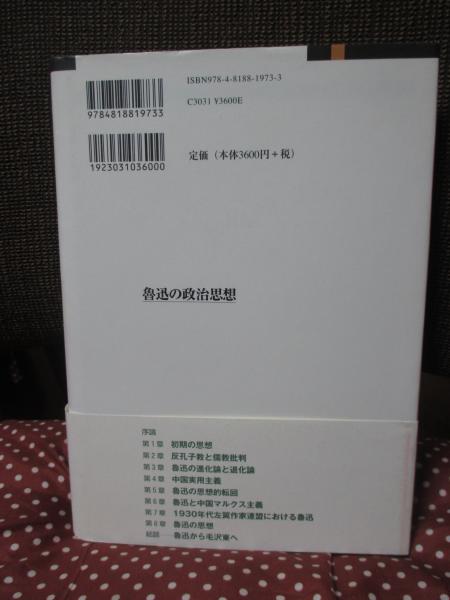 ISBN978-4-8188-1973-3
C3031 ¥3600E
9784818819733
定価（本体3600円＋税）
1923031036000
魯迅の政治思想
序論
第1章 初期の思想
第2章 反孔子教と儒教批判
第3章 魯迅の進化論と退化論
第4章 中国実用主義
第5章 魯迅の思想的転回
第6章 魯迅と中国マルクス主義
第7章 1930年代左翼作家連盟における魯迅
第8章 魯迅の思想
結語――魯迅から毛沢東へ